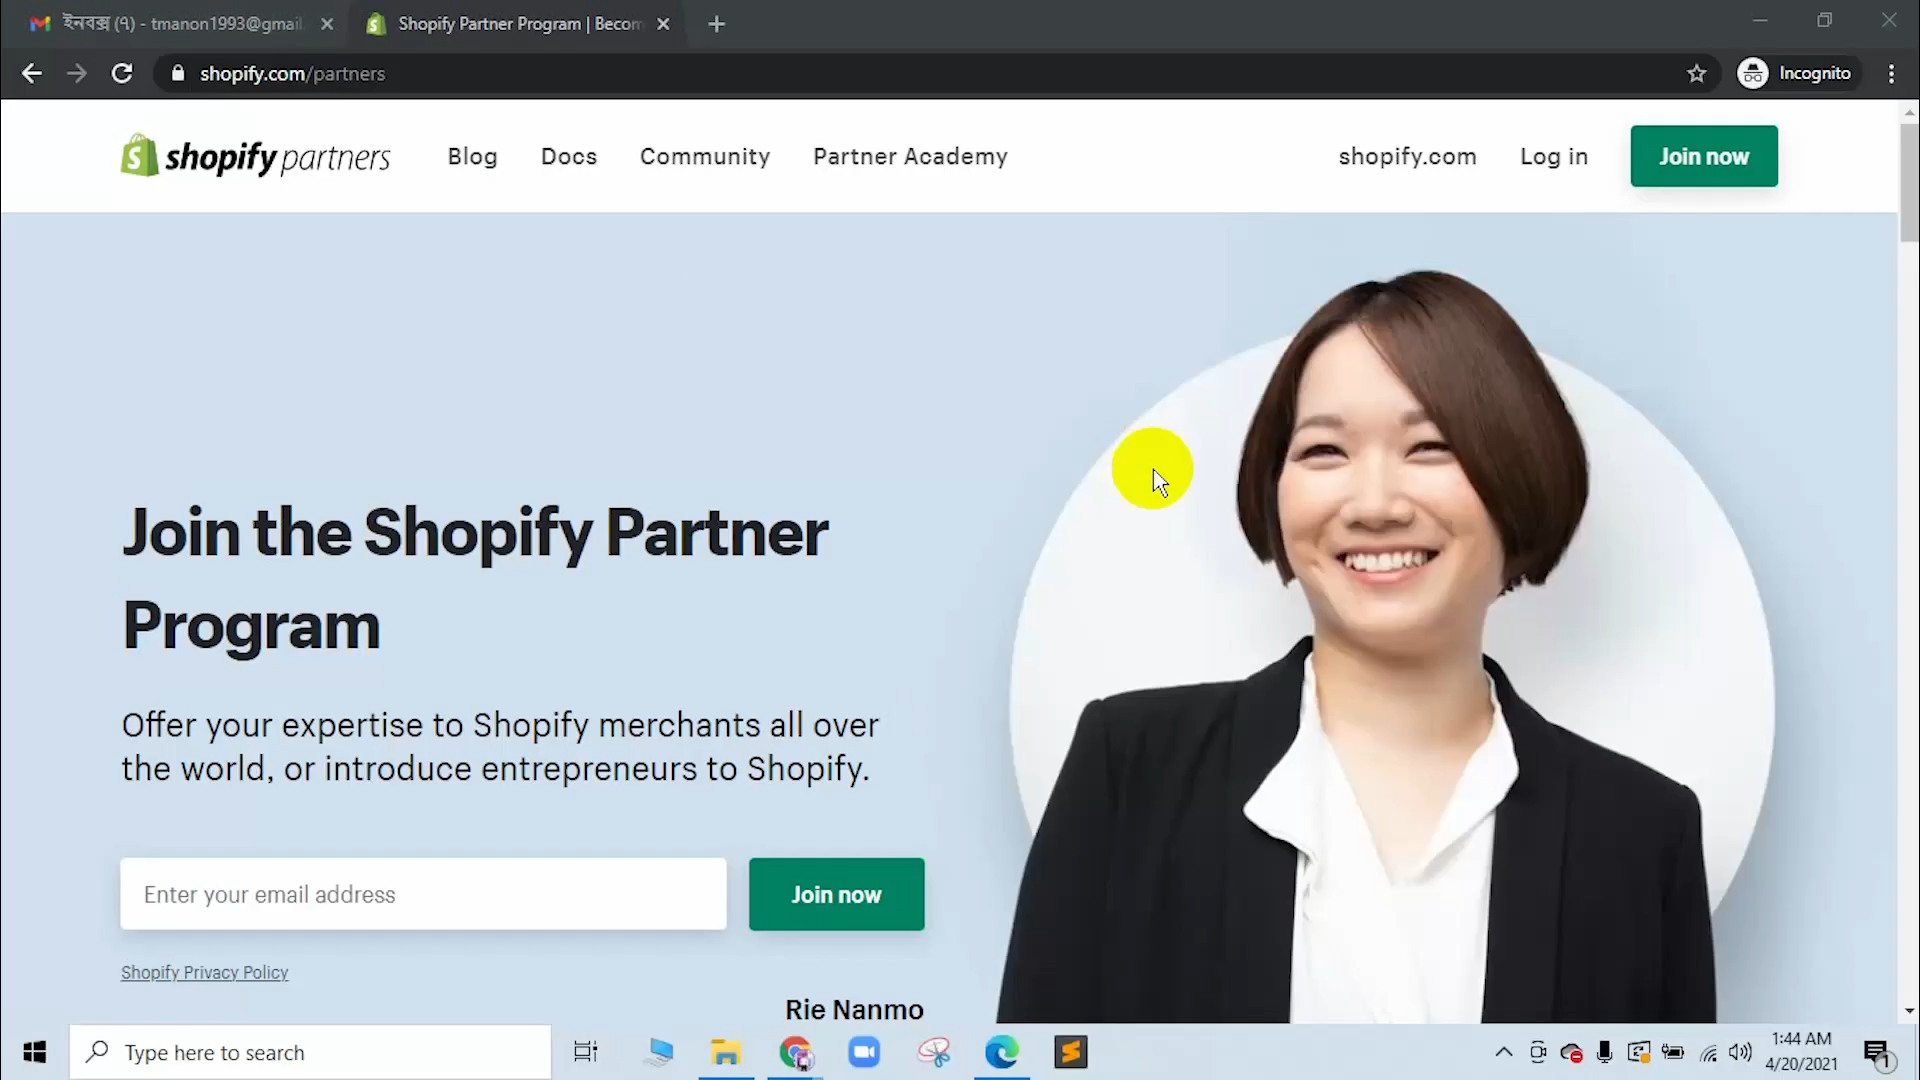 ইনবক্স (৭) - tmanon1993@gmail.
Shopify Partner Program | Becom
shopify.com/partners
Incognito
shopify partners
Blog
Docs
Community
Partner Academy
shopify.com
Log in
Join now
Join the Shopify Partner
Program
Offer your expertise to Shopify merchants all over
the world, or introduce entrepreneurs to Shopify.
Enter your email address
Join now
Shopify Privacy Policy
Rie Nanmo
Type here to search
1:44 AM
4/20/2021
1